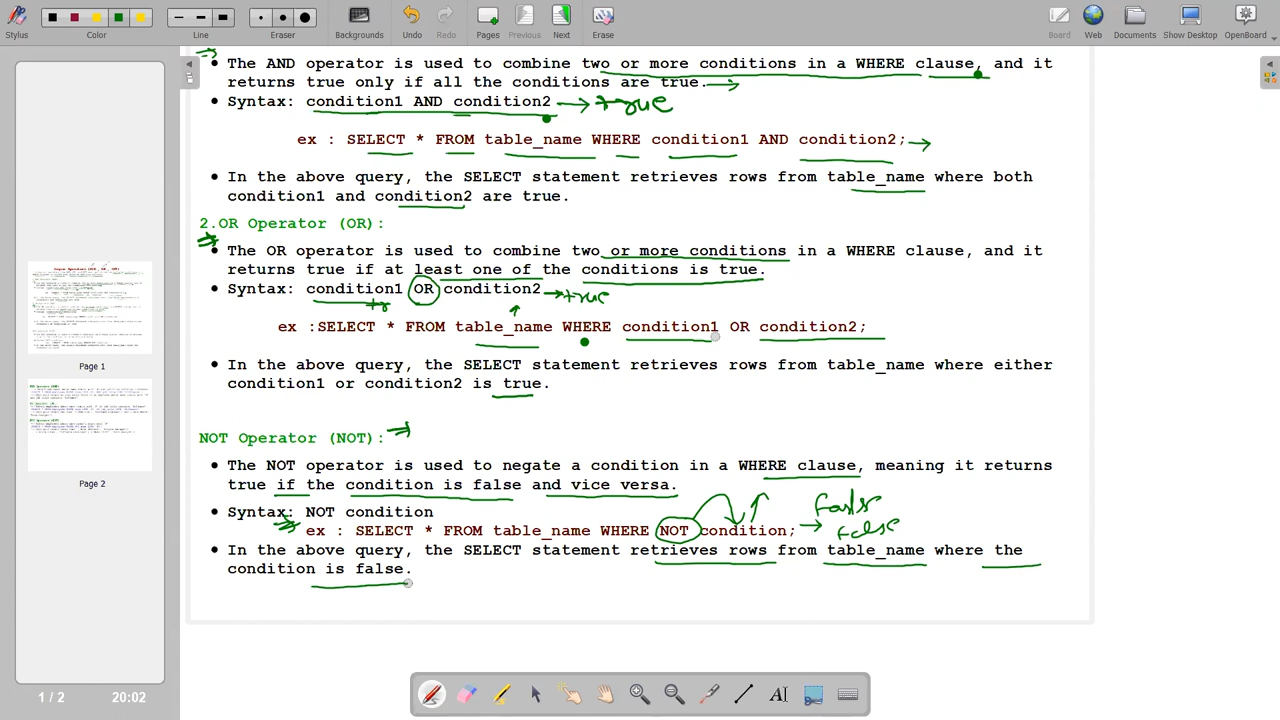 Stylus
Color
Line
Eraser
Backgrounds
Undo
Redo
Pages
Previous
Next
Erase
Board
Web
Documents
Show Desktop
OpenBoard
• The AND operator is used to combine two or more conditions in a WHERE clause, and it
returns true only if all the conditions are true.
• Syntax: condition1 AND condition2 → true
ex : SELECT * FROM table_name WHERE condition1 AND condition2;
• In the above query, the SELECT statement retrieves rows from table_name where both
condition1 and condition2 are true.
2.OR Operator (OR):
• The OR operator is used to combine two or more conditions in a WHERE clause, and it
returns true if at least one of the conditions is true.
• Syntax: condition1 OR condition2 → true
ex :SELECT * FROM table_name WHERE condition1 OR condition2;
• In the above query, the SELECT statement retrieves rows from table_name where either
condition1 or condition2 is true.
NOT Operator (NOT):
• The NOT operator is used to negate a condition in a WHERE clause, meaning it returns
true if the condition is false and vice versa.
• Syntax: NOT condition
ex : SELECT * FROM table_name WHERE NOT condition; → false
• In the above query, the SELECT statement retrieves rows from table_name where the
condition is false.
Page 1
Page 2
1 / 2
20:02